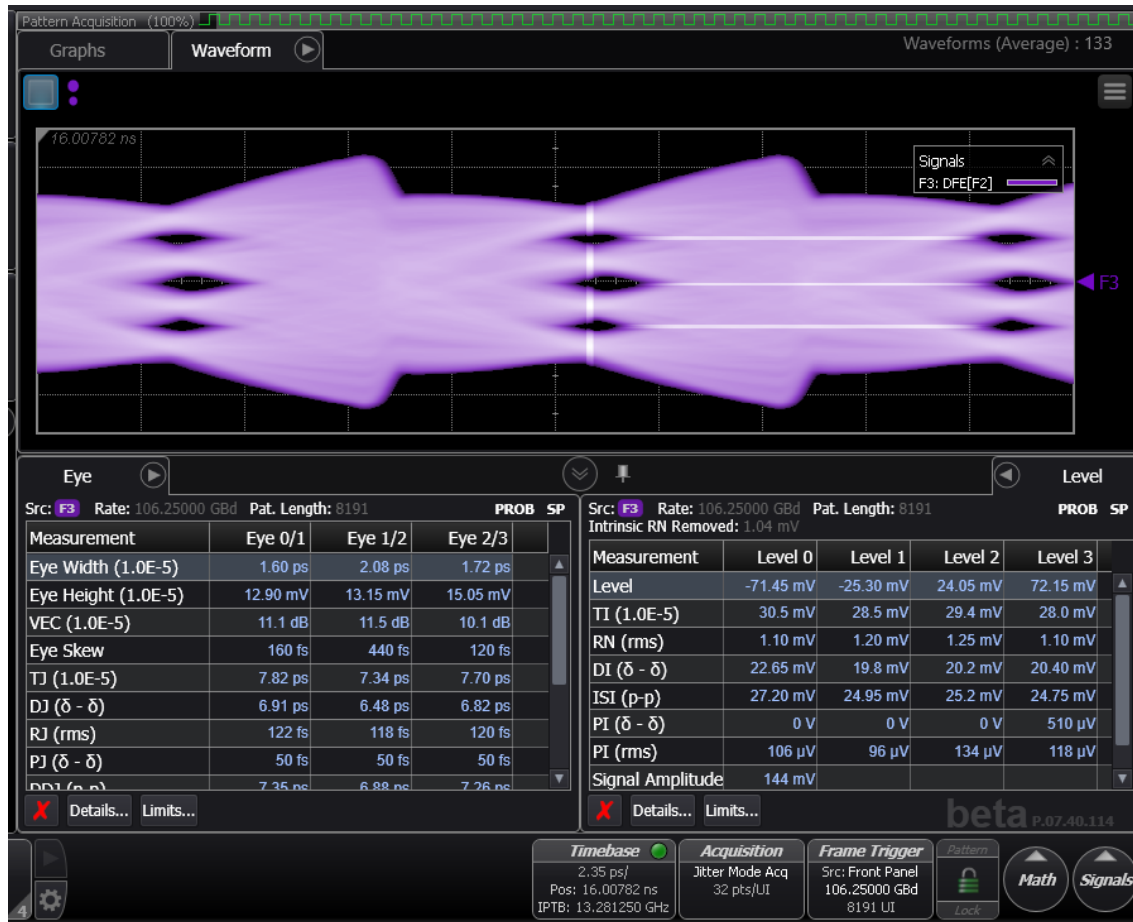 Pattern Acquisition (100%)
Graphs
Waveform
Waveforms (Average) : 133
16.00782 ns
Signals
F3: DFE[F2]
F3
Eye
Level
Src: F3 Rate: 106.25000 GBd Pat. Length: 8191 PROB SP
Measurement Eye 0/1 Eye 1/2 Eye 2/3
Eye Width (1.0E-5) 1.60 ps 2.08 ps 1.72 ps
Eye Height (1.0E-5) 12.90 mV 13.15 mV 15.05 mV
VEC (1.0E-5) 11.1 dB 11.5 dB 10.1 dB
Eye Skew 160 fs 440 fs 120 fs
TJ (1.0E-5) 7.82 ps 7.34 ps 7.70 ps
DJ (δ - δ) 6.91 ps 6.48 ps 6.82 ps
RJ (rms) 122 fs 118 fs 120 fs
PJ (δ - δ) 50 fs 50 fs 50 fs
DDJ (p-p) 7.35 ps 6.88 ps 7.26 ps
Details... Limits...
Src: F3 Rate: 106.25000 GBd Pat. Length: 8191 PROB SP
Intrinsic RN Removed: 1.04 mV
Measurement Level 0 Level 1 Level 2 Level 3
Level -71.45 mV -25.30 mV 24.05 mV 72.15 mV
TI (1.0E-5) 30.5 mV 28.5 mV 29.4 mV 28.0 mV
RN (rms) 1.10 mV 1.20 mV 1.25 mV 1.10 mV
DI (δ - δ) 22.65 mV 19.8 mV 20.2 mV 20.40 mV
ISI (p-p) 27.20 mV 24.95 mV 25.2 mV 24.75 mV
PI (δ - δ) 0 V 0 V 0 V 510 µV
PI (rms) 106 µV 96 µV 134 µV 118 µV
Signal Amplitude 144 mV
Details... Limits...
beta P.07.40.114
4
Timebase
2.35 ps/
Pos: 16.00782 ns
IPTB: 13.281250 GHz
Acquisition
Jitter Mode Acq
32 pts/UI
Frame Trigger
Src: Front Panel
106.25000 GBd
8191 UI
Pattern
Lock
Math
Signals